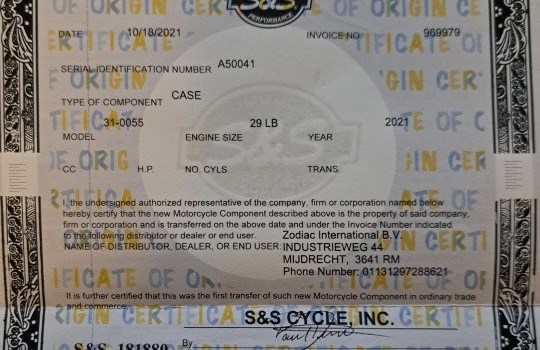 S&S
PERFORMANCE
DATE 10/18/2021 INVOICE NO 969979
SERIAL IDENTIFICATION NUMBER A50041
TYPE OF COMPONENT CASE
31-0055 29 LB 2021
MODEL ENGINE SIZE YEAR
CC H.P. NO. CYLS. TRANS.
I, the undersigned authorized representative of the company, firm or corporation named below
hereby certify that the new Motorcycle Component described above is the property of said company,
firm or corporation and is transferred on the above date and under the Invoice Number indicated
to the following distributor or dealer or end user. Zodiac International B.V.
NAME OF DISTRIBUTOR, DEALER, OR END USER: INDUSTRIEWEG 44
MIJDRECHT, 3641 RM
Phone Number: 01131297288621
It is further certified that this was the first transfer of such new Motorcycle Component in ordinary trade
and commerce.
S&S CYCLE, INC.
S&S 181880 By